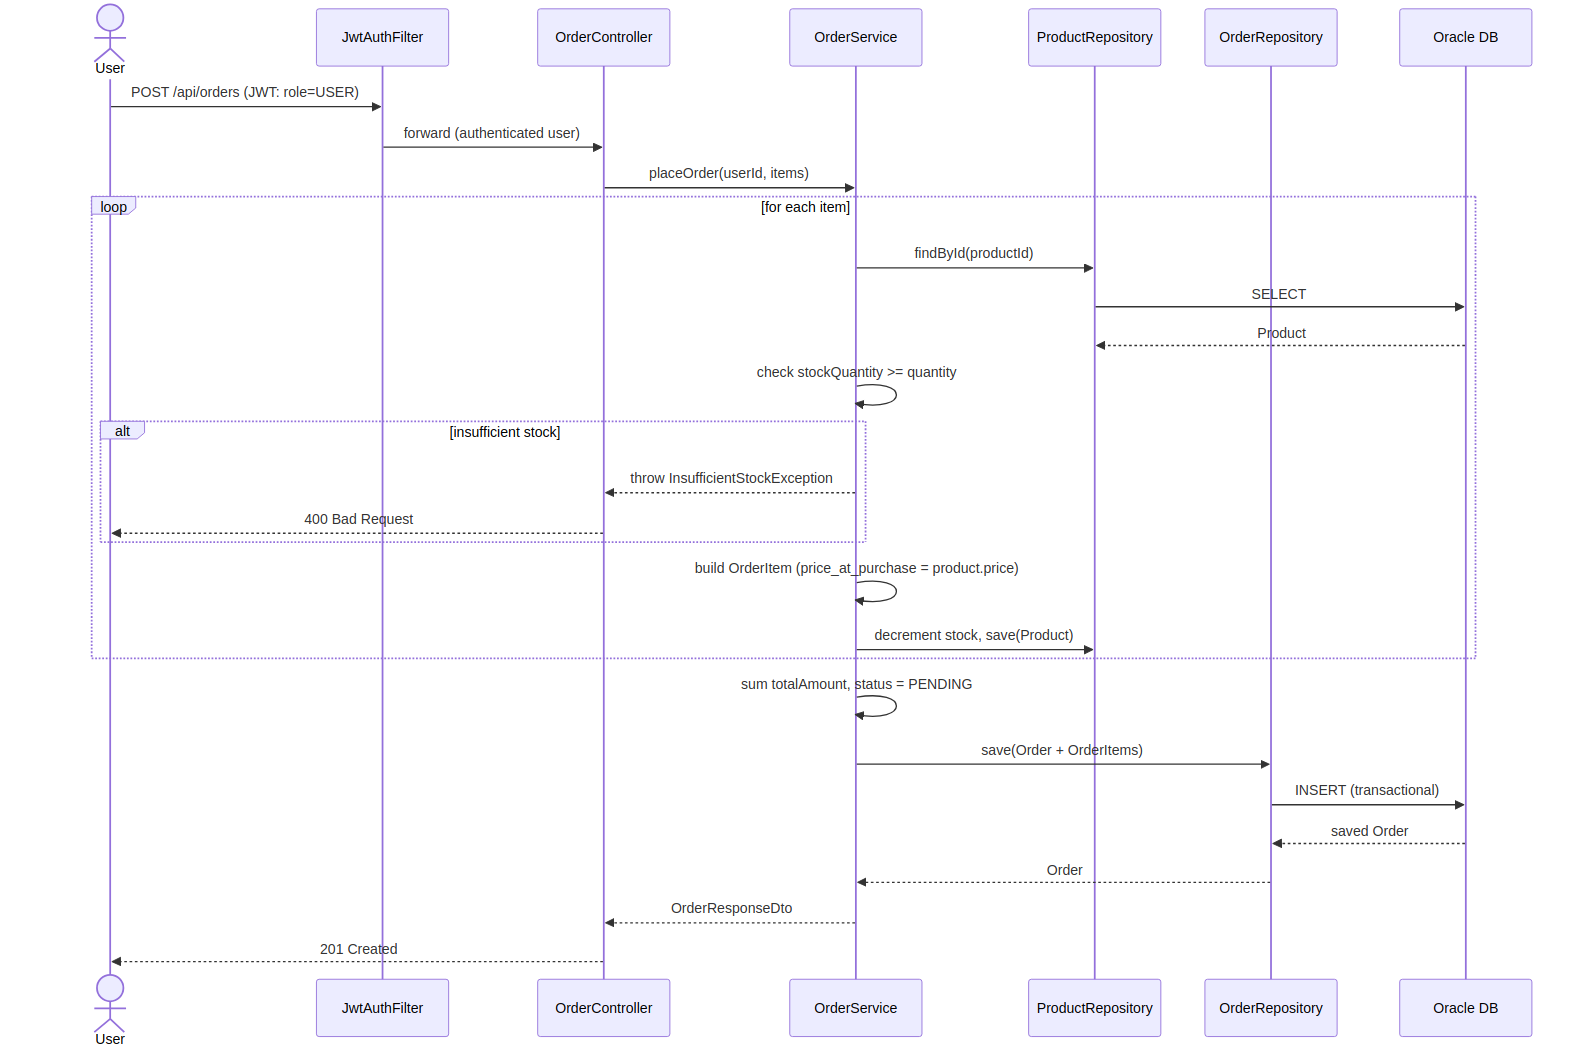 User
JwtAuthFilter
OrderController
OrderService
ProductRepository
OrderRepository
Oracle DB
POST /api/orders (JWT: role=USER)
forward (authenticated user)
placeOrder(userId, items)
loop
[for each item]
findById(productId)
SELECT
Product
check stockQuantity >= quantity
alt
[insufficient stock]
throw InsufficientStockException
400 Bad Request
build OrderItem (price_at_purchase = product.price)
decrement stock, save(Product)
sum totalAmount, status = PENDING
save(Order + OrderItems)
INSERT (transactional)
saved Order
Order
OrderResponseDto
201 Created
User
JwtAuthFilter
OrderController
OrderService
ProductRepository
OrderRepository
Oracle DB